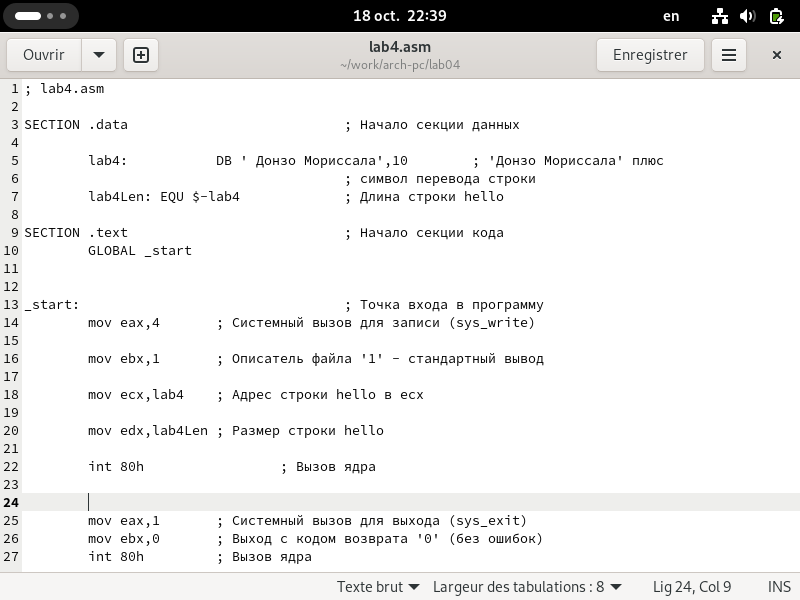 18 oct. 22:39
en
Ouvrir
lab4.asm
~/work/arch-pc/lab04
Enregistrer
1 ; lab4.asm
2
3 SECTION .data ; Начало секции данных
4
5 lab4: DB ' Донзо Мориссала',10 ; 'Донзо Мориссала' плюс
6 ; символ перевода строки
7 lab4Len: EQU $-lab4 ; Длина строки hello
8
9 SECTION .text ; Начало секции кода
10 GLOBAL _start
11
12
13 _start: ; Точка входа в программу
14 mov eax,4 ; Системный вызов для записи (sys_write)
15
16 mov ebx,1 ; Описатель файла '1' - стандартный вывод
17
18 mov ecx,lab4 ; Адрес строки hello в ecx
19
20 mov edx,lab4Len ; Размер строки hello
21
22 int 80h ; Вызов ядра
23
24
25 mov eax,1 ; Системный вызов для выхода (sys_exit)
26 mov ebx,0 ; Выход с кодом возврата '0' (без ошибок)
27 int 80h ; Вызов ядра
Texte brut Largeur des tabulations : 8 Lig 24, Col 9 INS